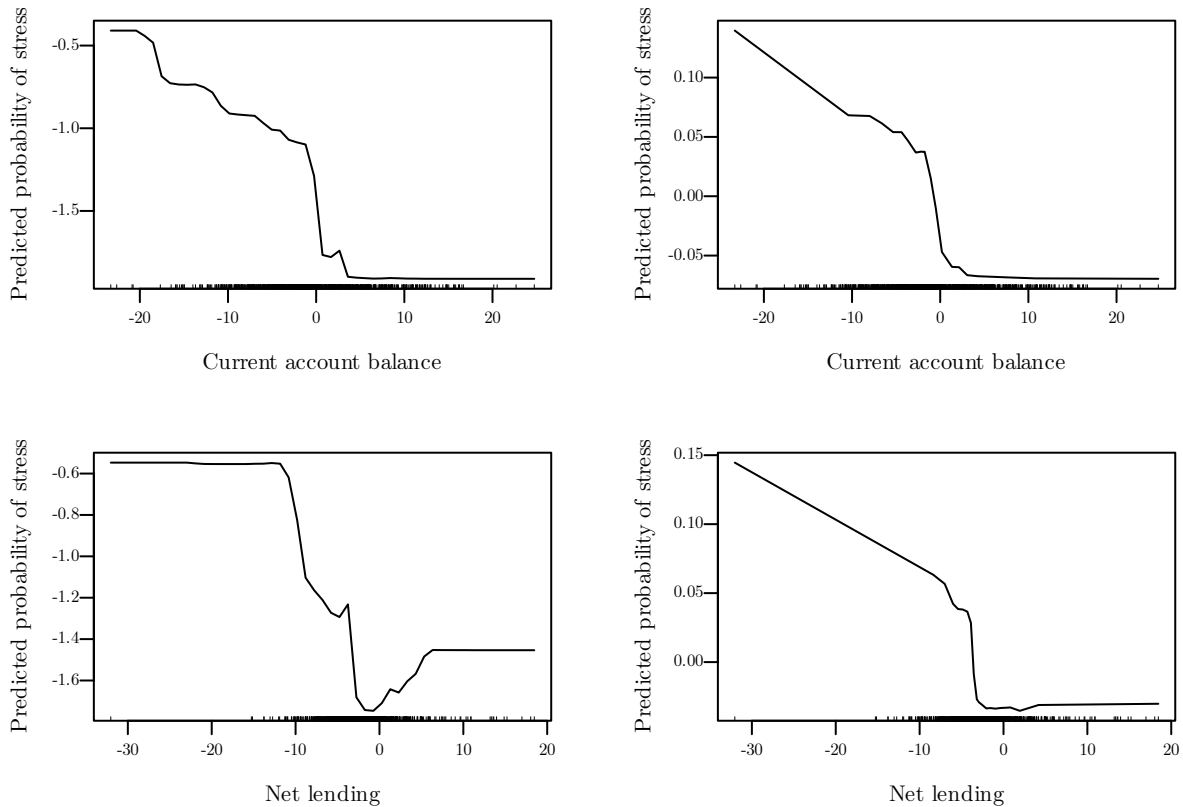 Predicted probability of stress
-0.5
-1.0
-1.5
-20 -10 0 10 20
Current account balance
Predicted probability of stress
0.10
0.05
0.00
-0.05
-20 -10 0 10 20
Current account balance
Predicted probability of stress
-0.6
-0.8
-1.0
-1.2
-1.4
-1.6
-30 -20 -10 0 10 20
Net lending
Predicted probability of stress
0.15
0.10
0.05
0.00
-30 -20 -10 0 10 20
Net lending